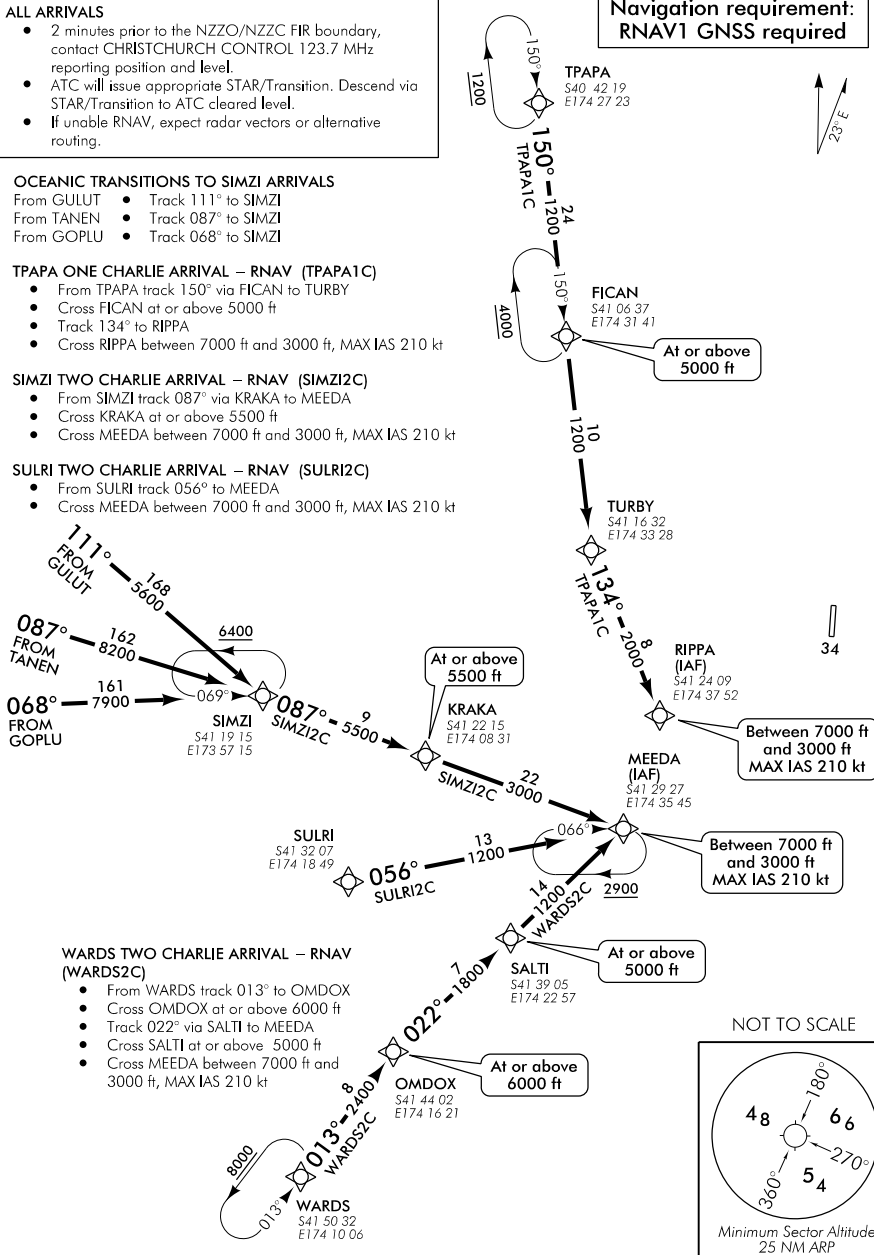 ALL ARRIVALS
• 2 minutes prior to the NZZO/NZZC FIR boundary,
contact CHRISTCHURCH CONTROL 123.7 MHz
reporting position and level.
• ATC will issue appropriate STAR/Transition. Descend via
STAR/Transition to ATC cleared level.
• If unable RNAV, expect radar vectors or alternative
routing.
Navigation requirement:
RNAV1 GNSS required
23° E
OCEANIC TRANSITIONS TO SIMZI ARRIVALS
From GULUT • Track 111° to SIMZI
From TANEN • Track 087° to SIMZI
From GOPLU • Track 068° to SIMZI
TPAPA ONE CHARLIE ARRIVAL – RNAV (TPAPA1C)
• From TPAPA track 150° via FICAN to TURBY
• Cross FICAN at or above 5000 ft
• Track 134° to RIPPA
• Cross RIPPA between 7000 ft and 3000 ft, MAX IAS 210 kt
SIMZI TWO CHARLIE ARRIVAL – RNAV (SIMZI2C)
• From SIMZI track 087° via KRAKA to MEEDA
• Cross KRAKA at or above 5500 ft
• Cross MEEDA between 7000 ft and 3000 ft, MAX IAS 210 kt
SULRI TWO CHARLIE ARRIVAL – RNAV (SULRI2C)
• From SULRI track 056° to MEEDA
• Cross MEEDA between 7000 ft and 3000 ft, MAX IAS 210 kt
150°
1200
TPAPA
S40 42 19
E174 27 23
150°
TPAPA1C
24
1200
150°
4000
FICAN
S41 06 37
E174 31 41
At or above
5000 ft
10
1200
TURBY
S41 16 32
E174 33 28
134°
TPAPA1C
8
2000
RIPPA
(IAF)
S41 24 09
E174 37 52
34
Between 7000 ft
and 3000 ft
MAX IAS 210 kt
111°
FROM
GULUT
168
5600
087°
FROM
TANEN
162
8200
068°
FROM
GOPLU
161
7900
6400
069°
SIMZI
S41 19 15
E173 57 15
087°
SIMZI2C
9
5500
At or above
5500 ft
KRAKA
S41 22 15
E174 08 31
SIMZI2C
22
3000
MEEDA
(IAF)
S41 29 27
E174 35 45
Between 7000 ft
and 3000 ft
MAX IAS 210 kt
SULRI
S41 32 07
E174 18 49
056°
SULRI2C
13
1200
066°
2900
14
1200
WARDS2C
SALTI
S41 39 05
E174 22 57
At or above
5000 ft
WARDS TWO CHARLIE ARRIVAL – RNAV
(WARDS2C)
• From WARDS track 013° to OMDOX
• Cross OMDOX at or above 6000 ft
• Track 022° via SALTI to MEEDA
• Cross SALTI at or above 5000 ft
• Cross MEEDA between 7000 ft and
3000 ft, MAX IAS 210 kt
022°
7
1800
OMDOX
S41 44 02
E174 16 21
At or above
6000 ft
013°
WARDS2C
8
2400
8000
013°
WARDS
S41 50 32
E174 10 06
NOT TO SCALE
180°
48
66
270°
360°
54
Minimum Sector Altitude
25 NM ARP